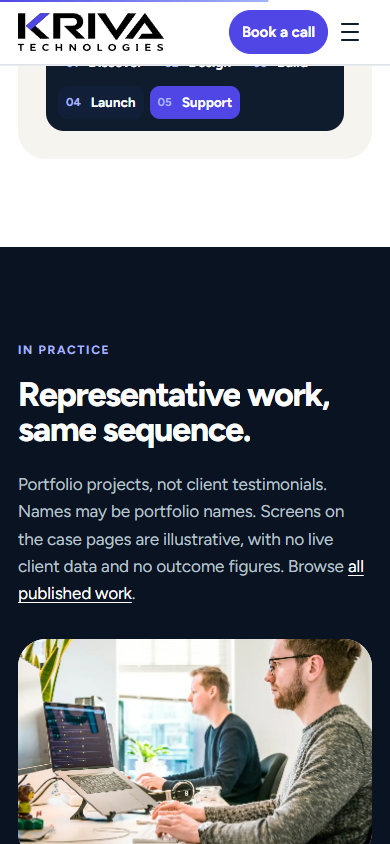 KRIVA
TECHNOLOGIES
Book a call
04 Launch 05 Support
IN PRACTICE
Representative work,
same sequence.
Portfolio projects, not client testimonials.
Names may be portfolio names. Screens on
the case pages are illustrative, with no live
client data and no outcome figures. Browse all
published work.